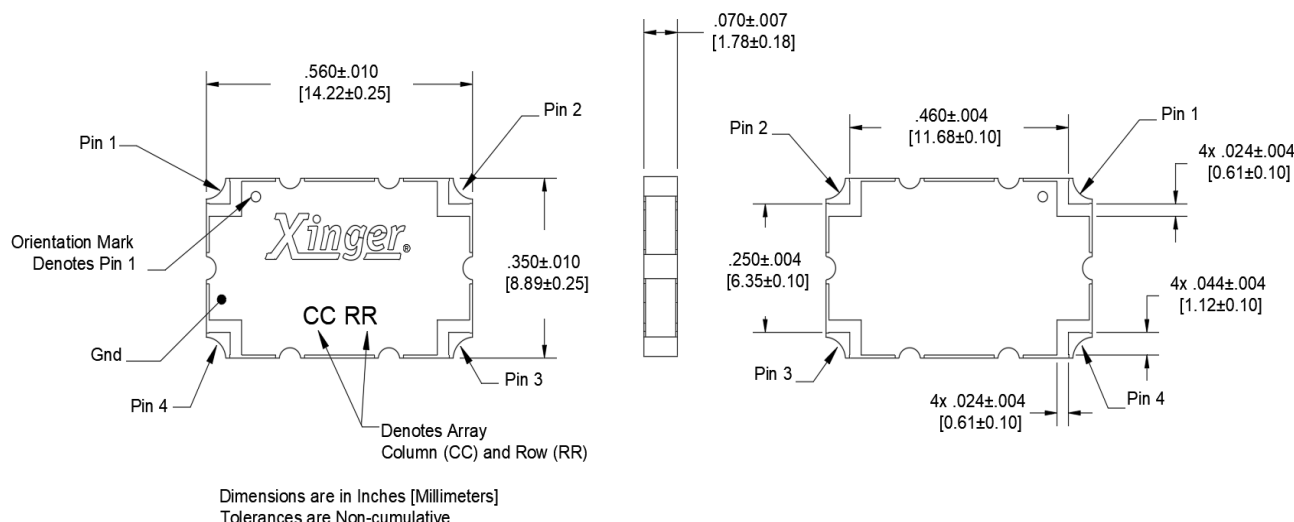 .070±.007
[1.78±0.18]
.560±.010
[14.22±0.25]
Pin 1
Pin 2
Orientation Mark
Denotes Pin 1
Xinger®
.350±.010
[8.89±0.25]
CC RR
Gnd
Pin 4
Pin 3
Denotes Array
Column (CC) and Row (RR)
Pin 2
.460±.004
[11.68±0.10]
Pin 1
4x .024±.004
[0.61±0.10]
.250±.004
[6.35±0.10]
4x .044±.004
[1.12±0.10]
Pin 3
4x .024±.004
[0.61±0.10]
Pin 4
Dimensions are in Inches [Millimeters]
Tolerances are Non-cumulative